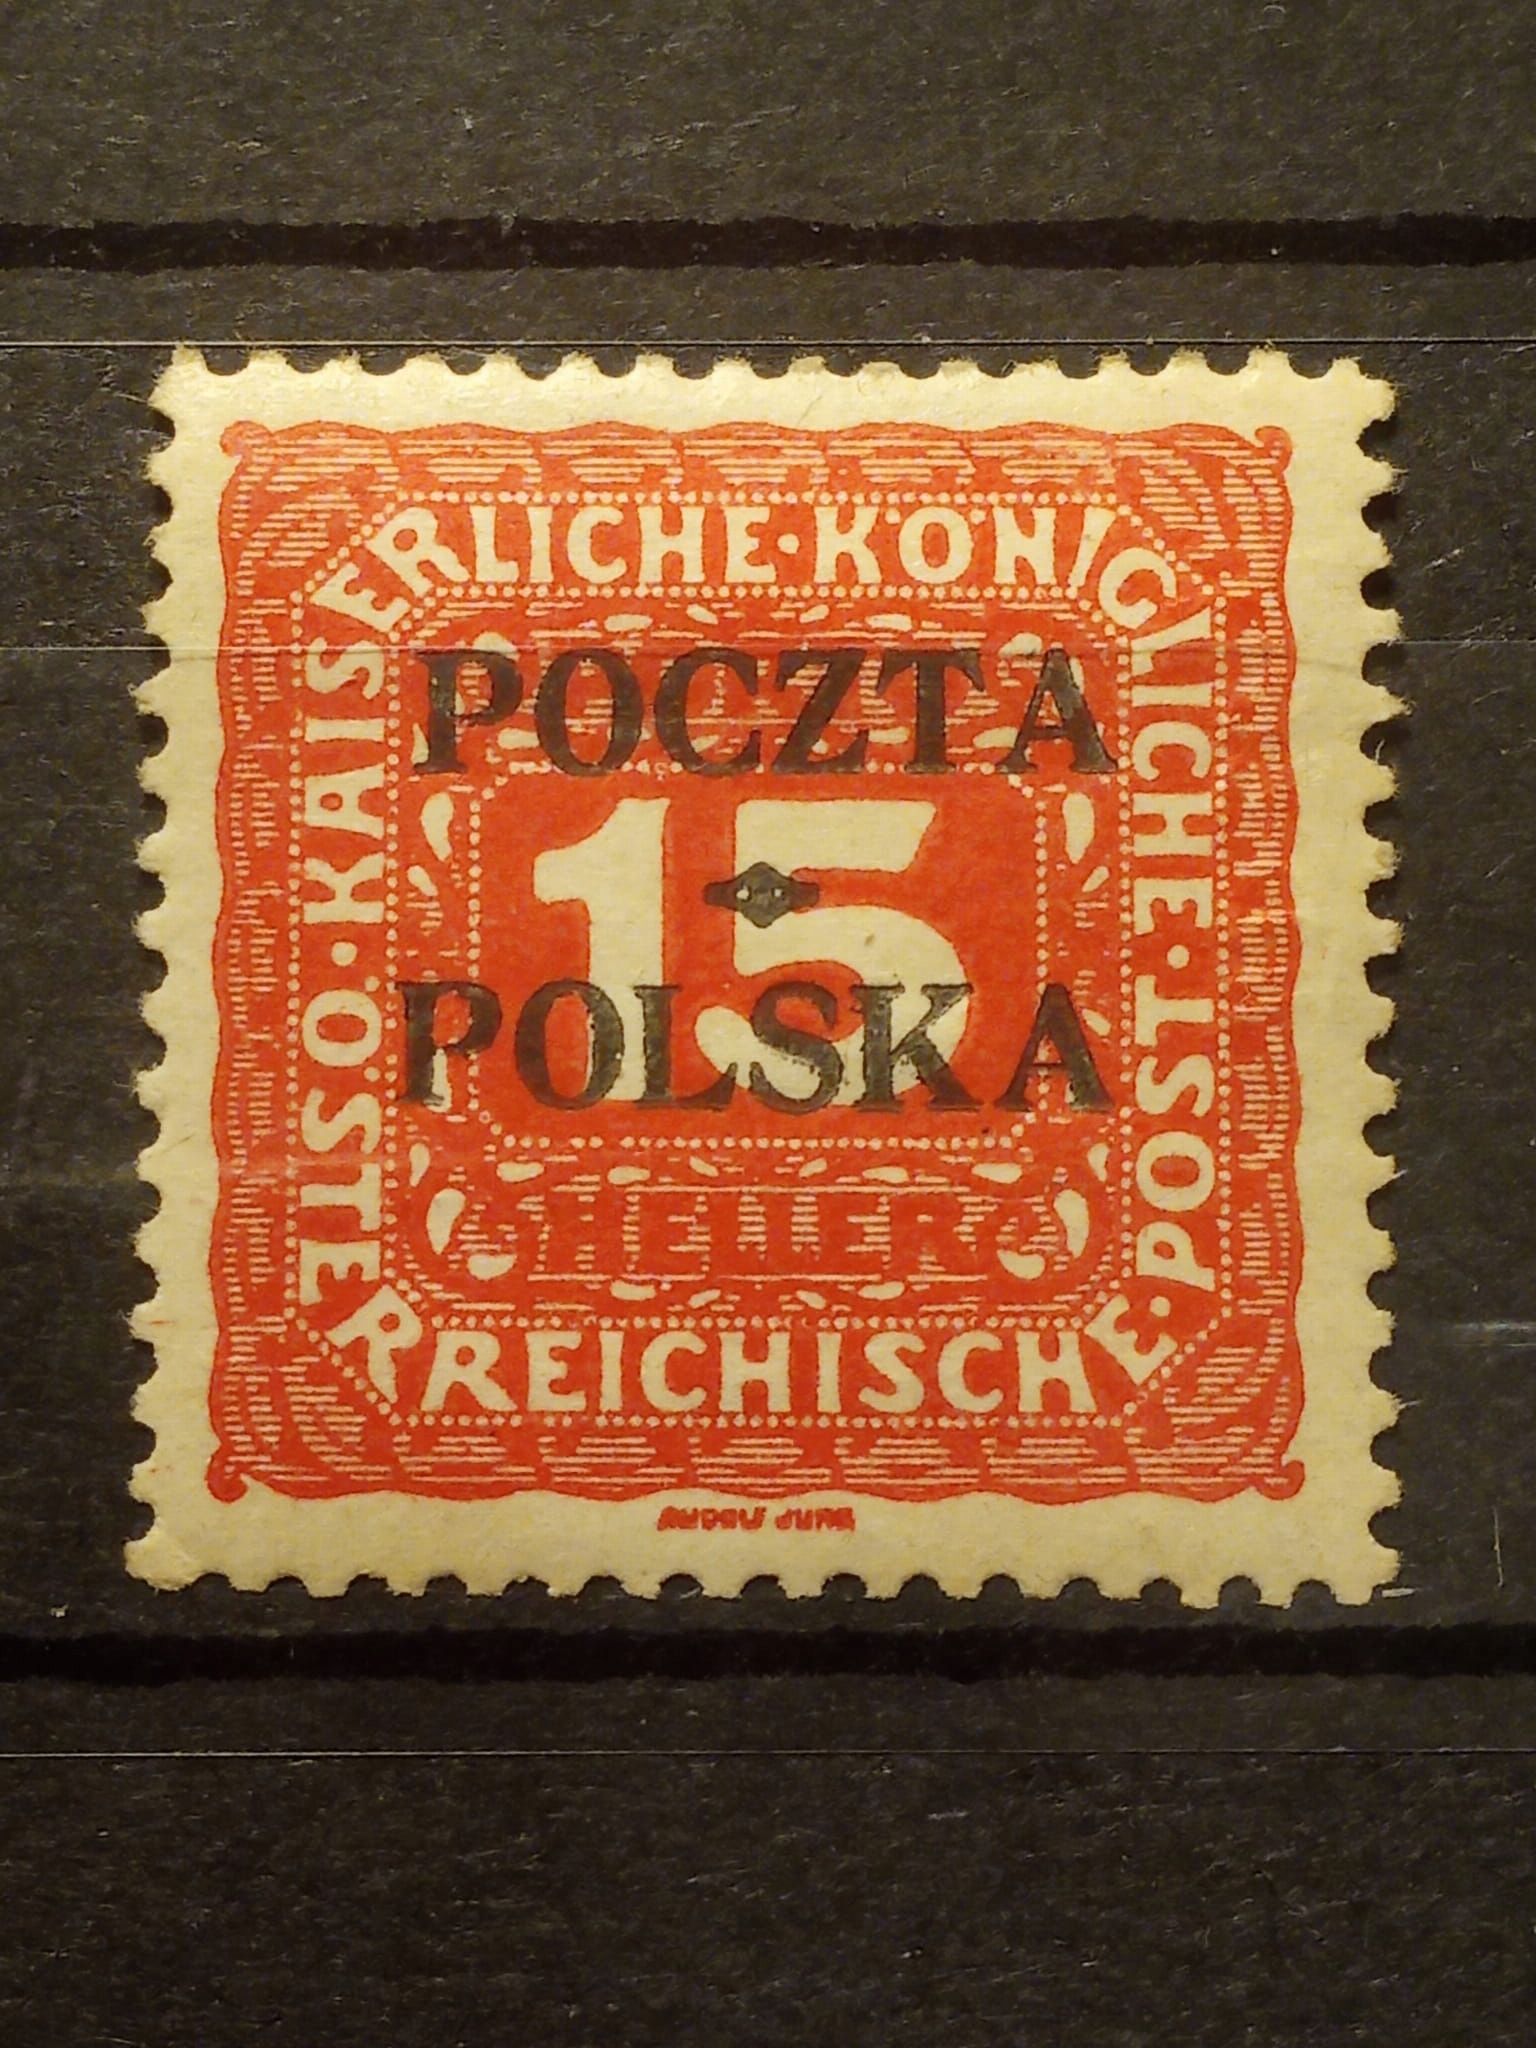 KAISERLICHE·KÖNIGLICHE·POST·
POCZTA
15
POLSKA
HELLER
ÖSTERREICHISCHE